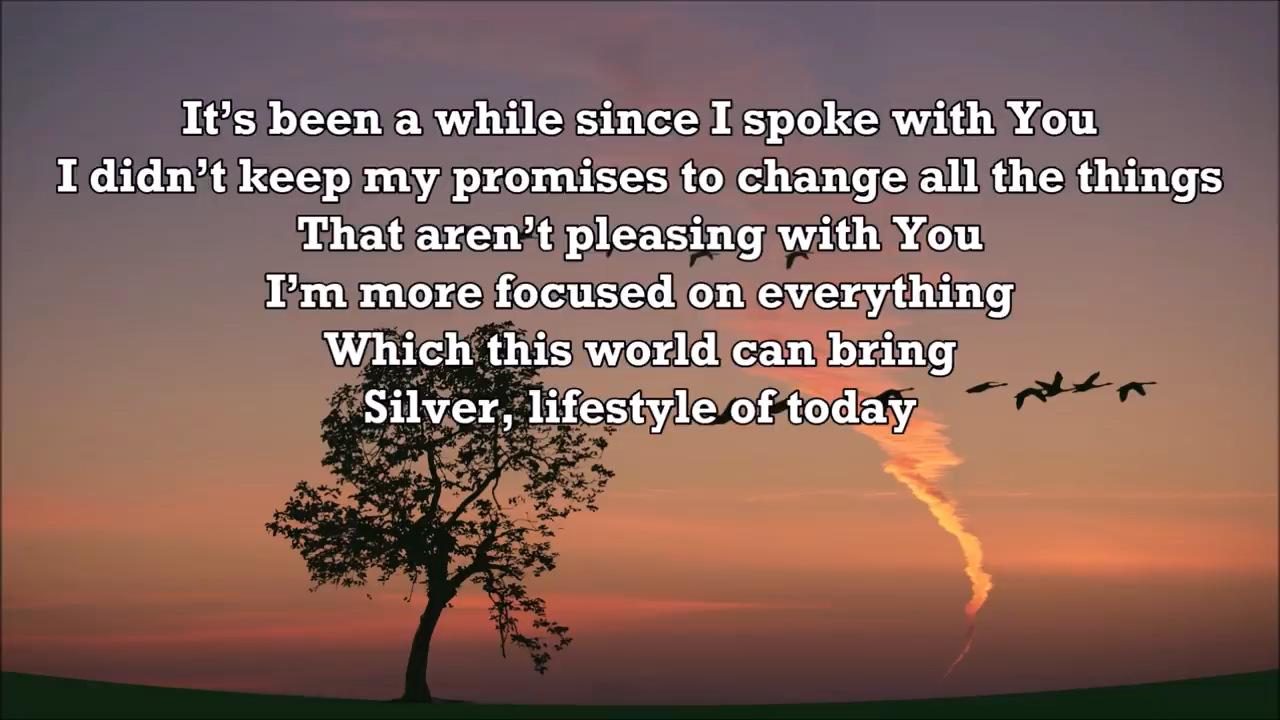 It’s been a while since I spoke with You
I didn’t keep my promises to change all the things
That aren’t pleasing with You
I’m more focused on everything
Which this world can bring
Silver, lifestyle of today